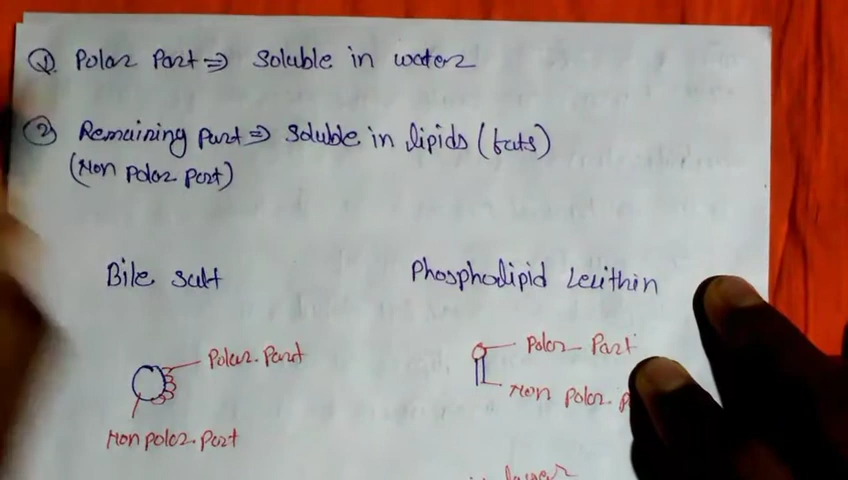 ① Polar Part ⇒ Soluble in water
② Remaining part ⇒ Soluble in lipids (fats)
(Non polar part)
Bile salt Phospholipid Lecithin
Polar part Polar Part
Non polar p
Non polar part
layer